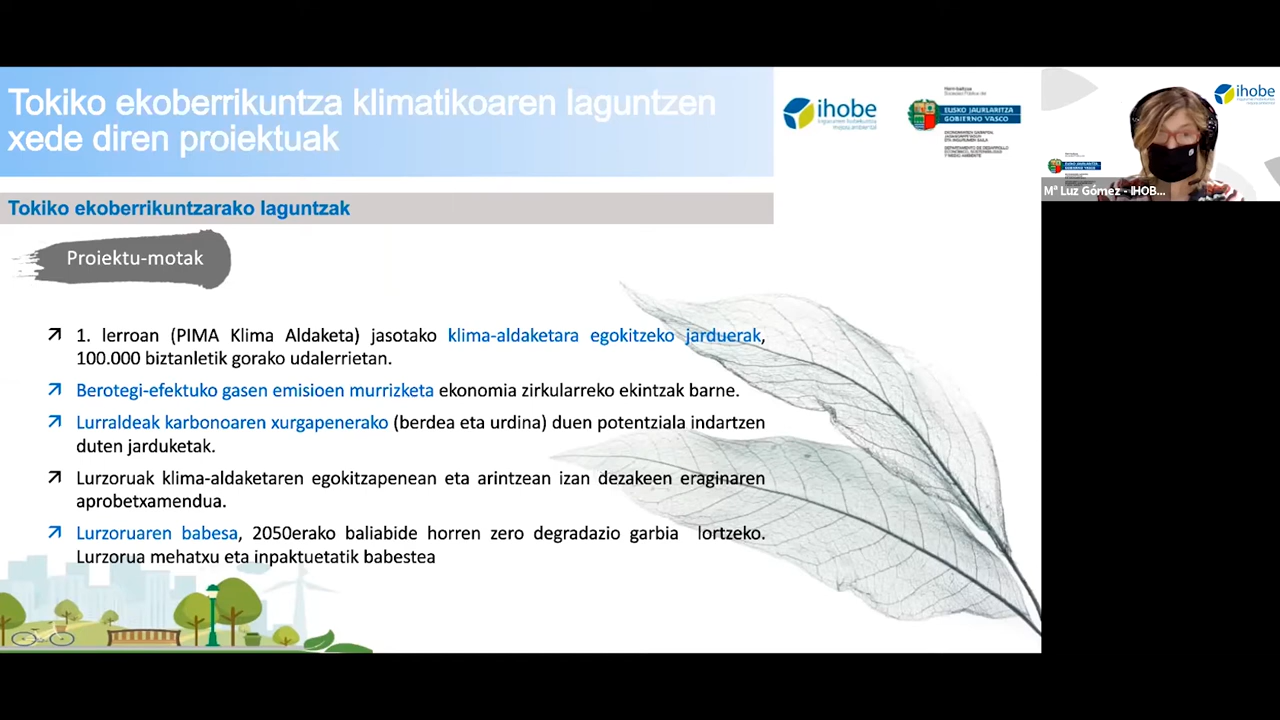 Tokiko ekoberrikuntza klimatikoaren laguntzen
xede diren proiektuak
ihobe
EUSKO JAURLARITZA
GOBIERNO VASCO
ihobe
Mª Luz Gómez - IHOB...
Tokiko ekoberrikuntzarako laguntzak
Proiektu-motak
1. lerroan (PIMA Klima Aldaketa) jasotako klima-aldaketara egokitzeko jarduerak,
100.000 biztanletik gorako udalerrietan.
Berotegi-efektuko gasen emisioen murrizketa ekonomia zirkularreko ekintzak barne.
Lurraldeak karbonoaren xurgapenerako (berdea eta urdina) duen potentziala indartzen
duten jarduketak.
Lurzoruak klima-aldaketaren egokitzapenean eta arintzean izan dezakeen eraginaren
aprobetxamendua.
Lurzoruaren babesa, 2050erako baliabide horren zero degradazio garbia lortzeko.
Lurzorua mehatxu eta inpaktuetatik babestea